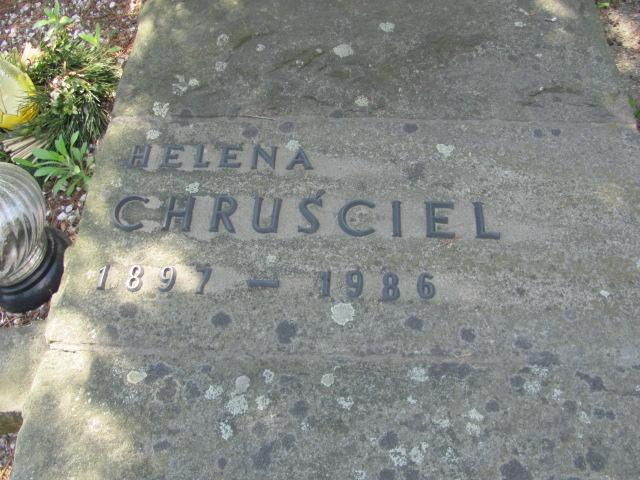 HELENA
CHRUŚCIEL
1897 – 1986